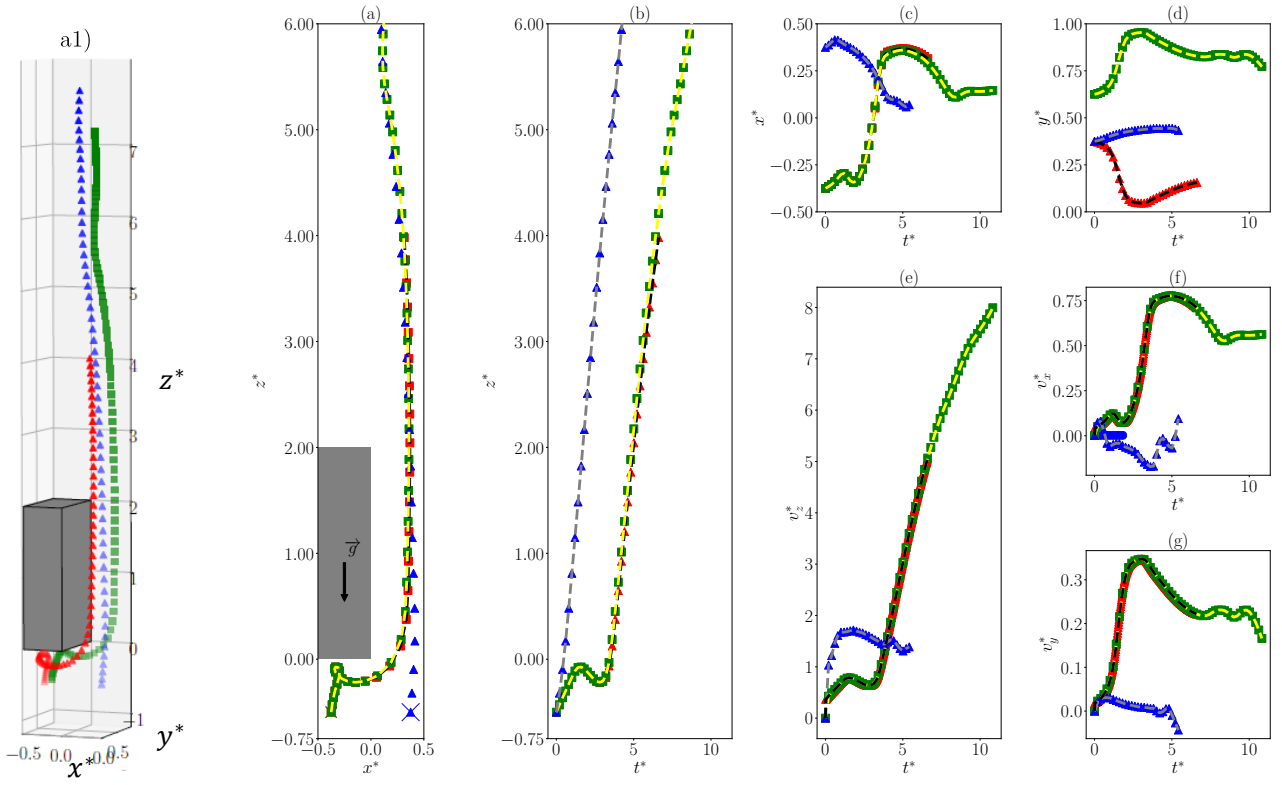 a1)
7
6
5
4
3
2
1
0
−1
z*
y*
x*
−0.5 0.0 0.5
0.0
(a)
6.00
5.00
4.00
3.00
2.00
1.00
0.00
−0.75
z*
g
−0.5 0.0 0.5
x*
(b)
6.00
5.00
4.00
3.00
2.00
1.00
0.00
−0.75
z*
0 5 10
t*
(c)
0.50
0.25
0.00
−0.25
−0.50
x*
0 5 10
t*
(d)
1.00
0.75
0.50
0.25
0.00
y*
0 5 10
t*
(e)
8
7
6
5
4
3
2
1
0
v*z
0 5 10
t*
(f)
0.75
0.50
0.25
0.00
v*x
0 5 10
t*
(g)
0.3
0.2
0.1
0.0
v*y
0 5 10
t*